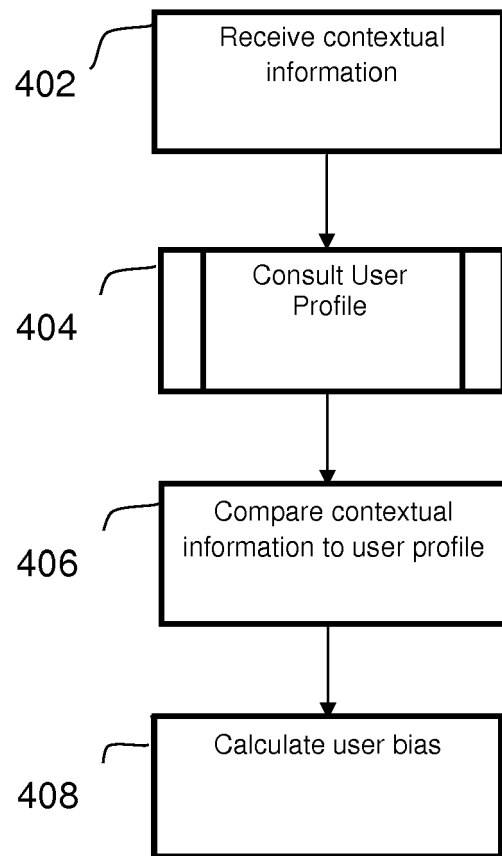 Receive contextual
information
402
Consult User
Profile
404
Compare contextual
information to user profile
406
Calculate user bias
408